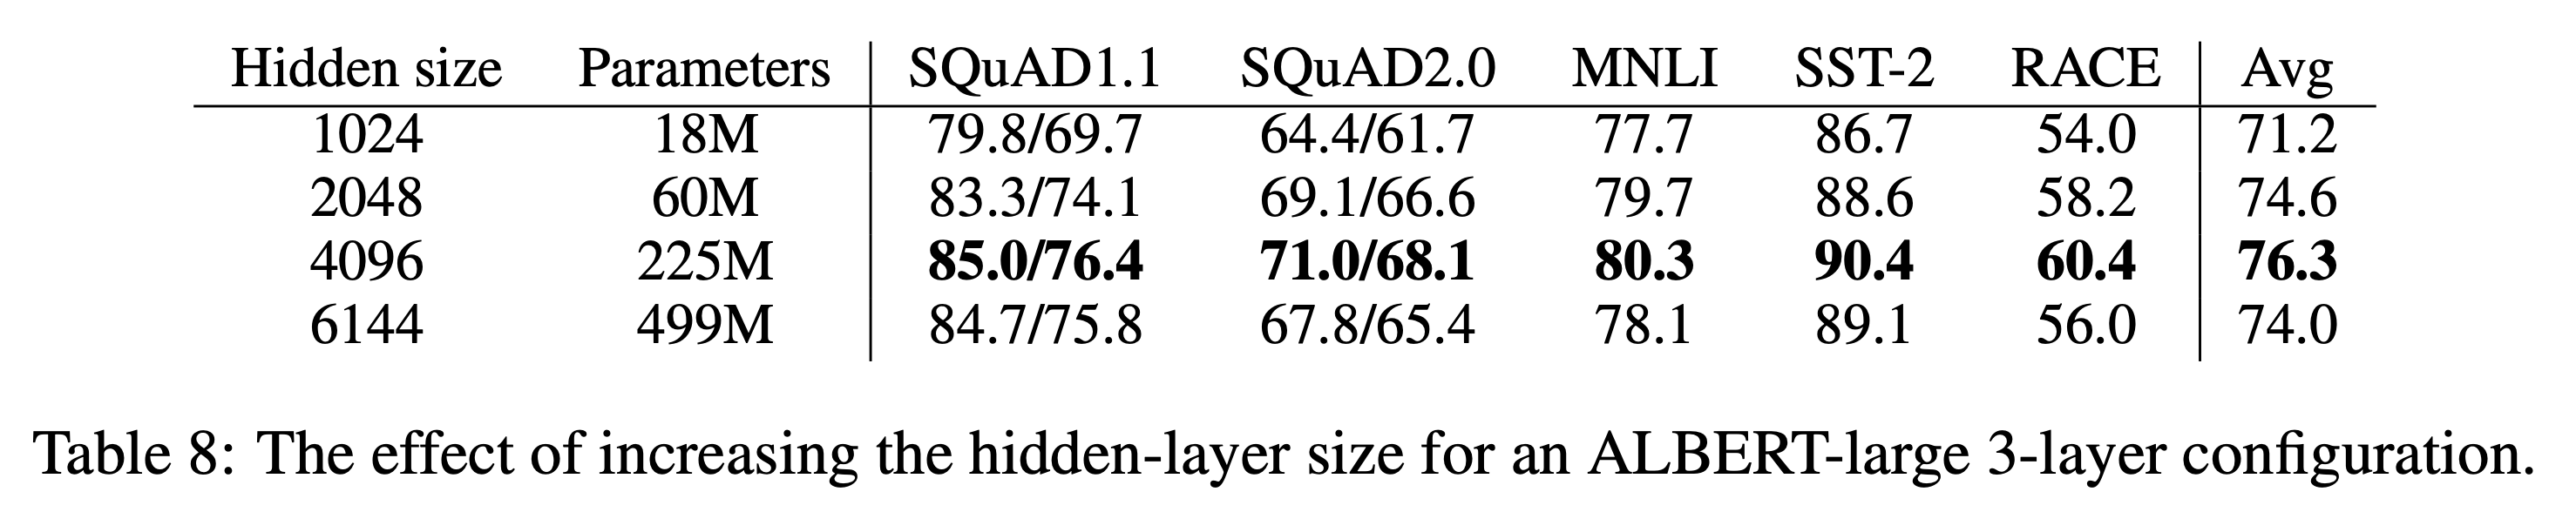 Hidden size Parameters SQuAD1.1 SQuAD2.0 MNLI SST-2 RACE Avg
1024 18M 79.8/69.7 64.4/61.7 77.7 86.7 54.0 71.2
2048 60M 83.3/74.1 69.1/66.6 79.7 88.6 58.2 74.6
4096 225M 85.0/76.4 71.0/68.1 80.3 90.4 60.4 76.3
6144 499M 84.7/75.8 67.8/65.4 78.1 89.1 56.0 74.0
Table 8: The effect of increasing the hidden-layer size for an ALBERT-large 3-layer configuration.